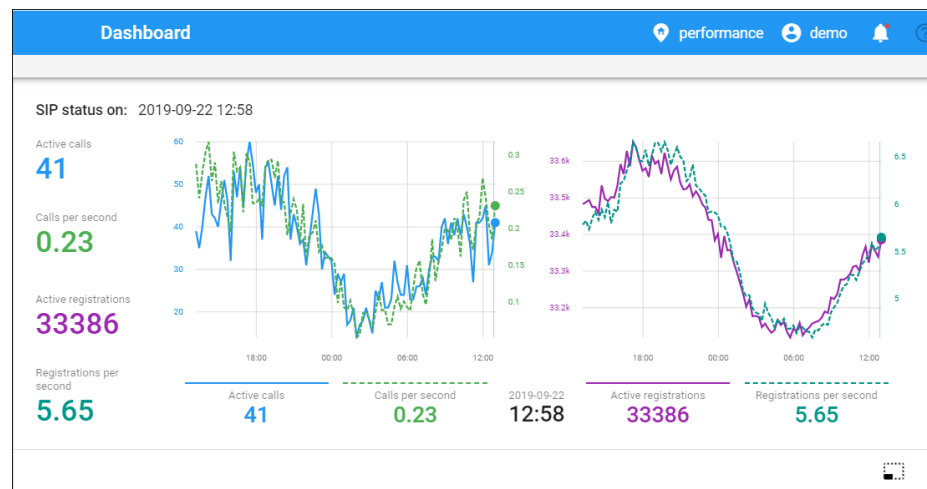 Dashboard
performance
demo
SIP status on: 2019-09-22 12:58
Active calls
41
Calls per second
0.23
Active registrations
33386
Registrations per
second
5.65
60
50
40
30
20
0.3
0.25
0.2
0.15
0.1
18:00
00:00
06:00
12:00
33.6k
33.5k
33.4k
33.3k
33.2k
6.5
6
5.5
5
18:00
00:00
06:00
12:00
Active calls
41
Calls per second
0.23
2019-09-22
12:58
Active registrations
33386
Registrations per second
5.65